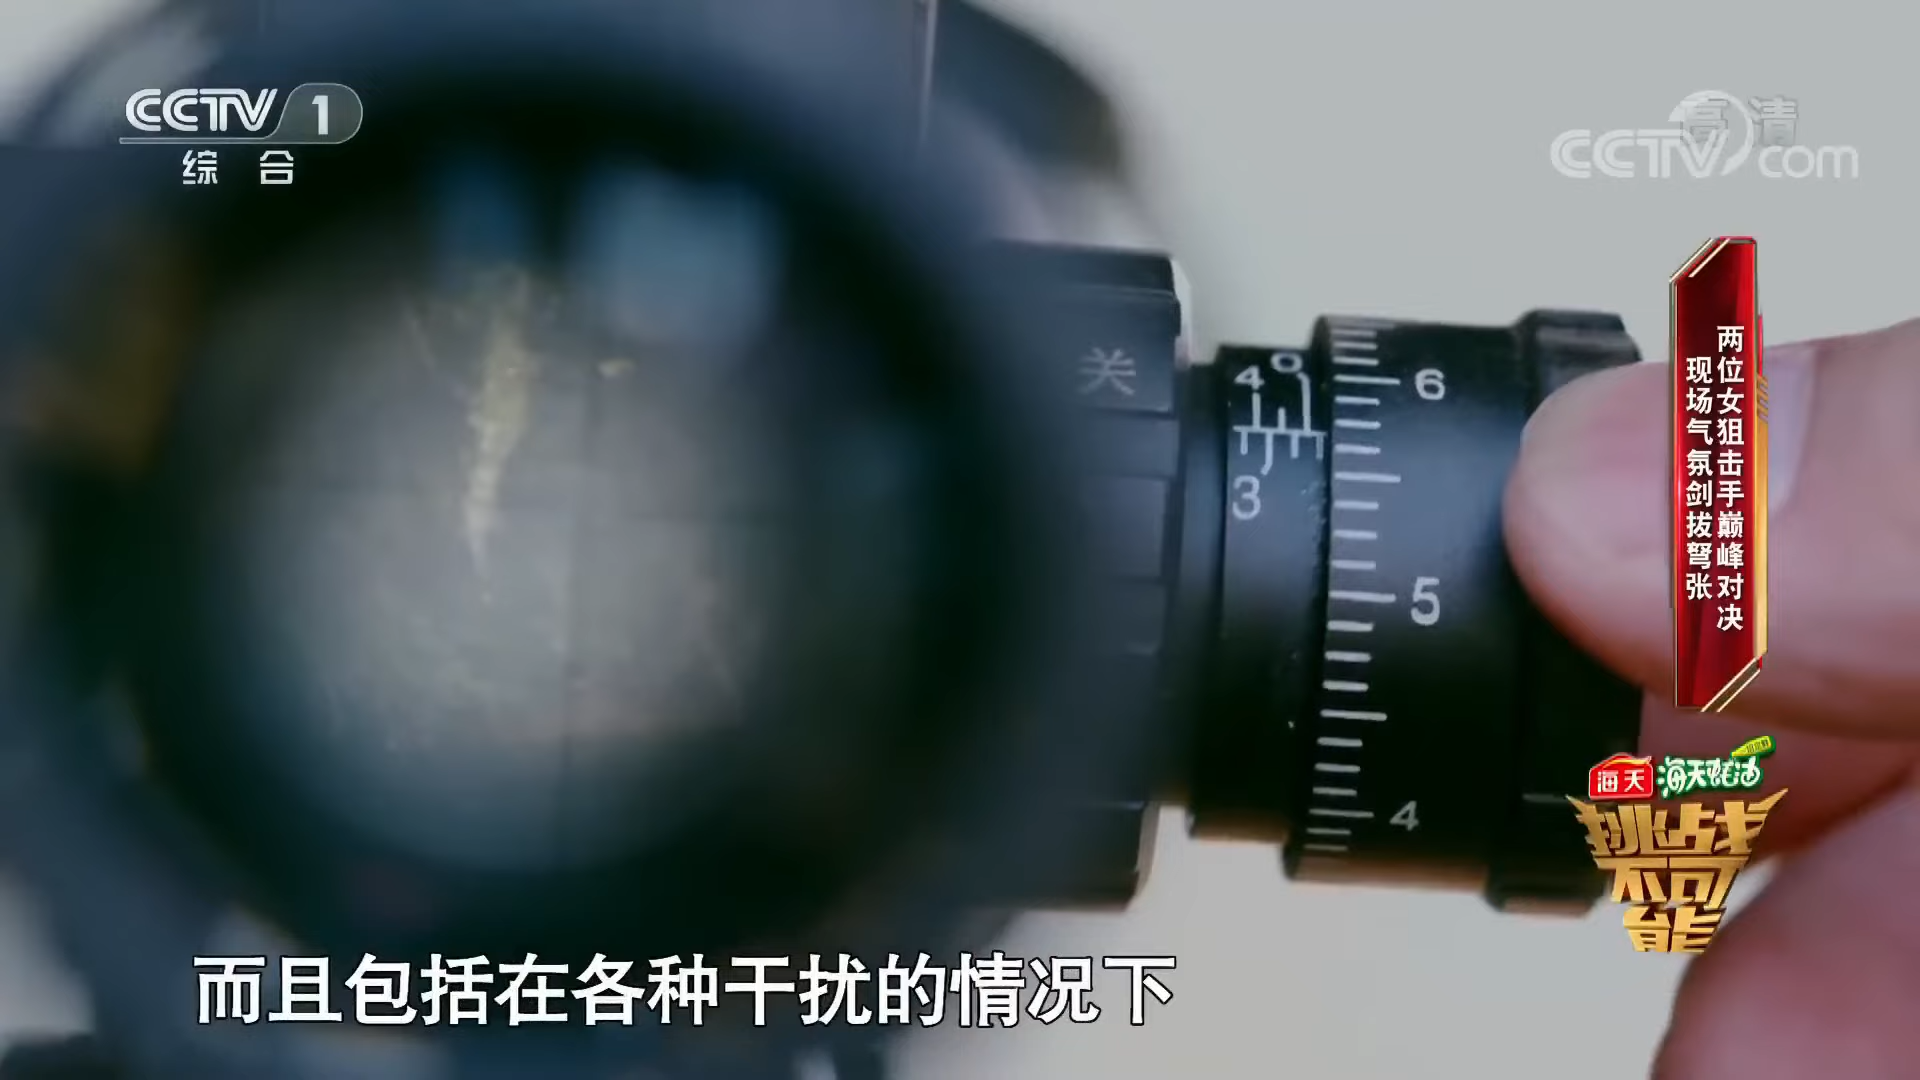 CCTV 1
综 合
高清
CCTV com
两位女狙击手巅峰对决
现场气氛剑拔弩张
关
0
4
3
6
5
4
海天 海天蚝油
挑战
不可
能
而且包括在各种干扰的情况下